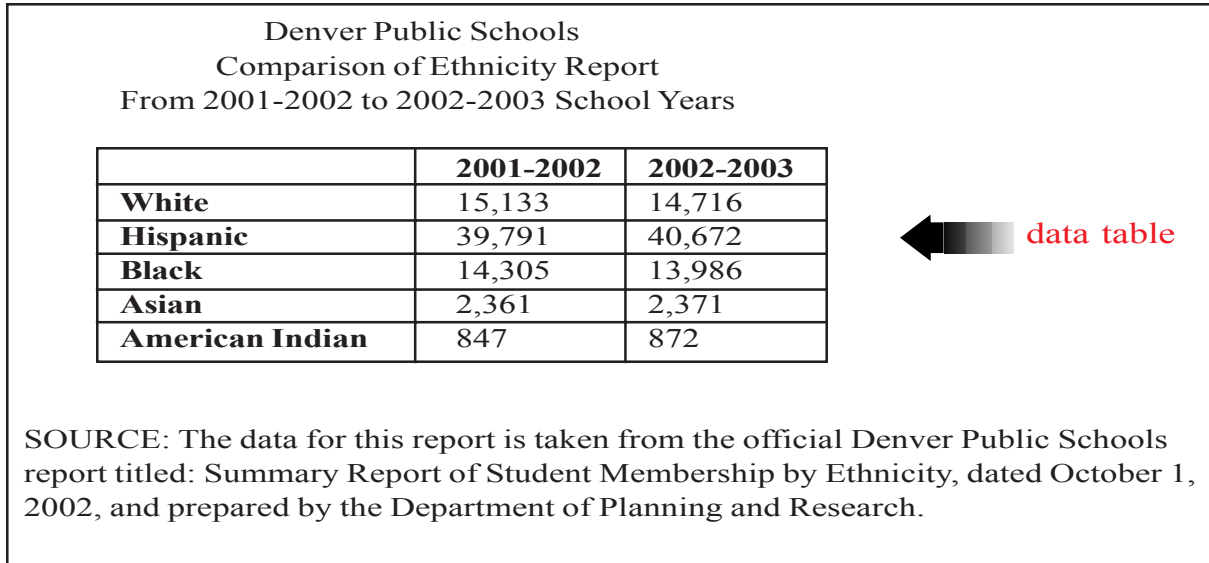 Denver Public Schools
Comparison of Ethnicity Report
From 2001-2002 to 2002-2003 School Years
2001-2002 2002-2003
White 15,133 14,716
Hispanic 39,791 40,672
Black 14,305 13,986
Asian 2,361 2,371
American Indian 847 872
data table
SOURCE: The data for this report is taken from the official Denver Public Schools
report titled: Summary Report of Student Membership by Ethnicity, dated October 1,
2002, and prepared by the Department of Planning and Research.